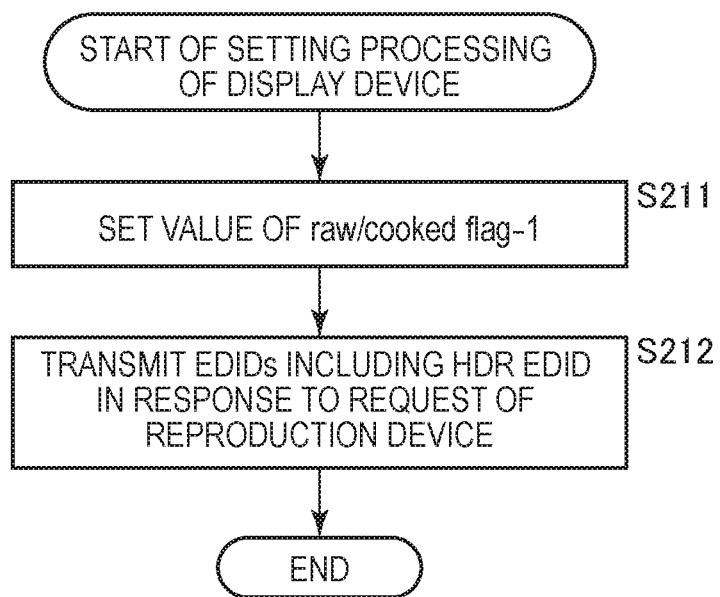 START OF SETTING PROCESSING
OF DISPLAY DEVICE
S211
SET VALUE OF raw/cooked flag-1
S212
TRANSMIT EDIDs INCLUDING HDR EDID
IN RESPONSE TO REQUEST OF
REPRODUCTION DEVICE
END